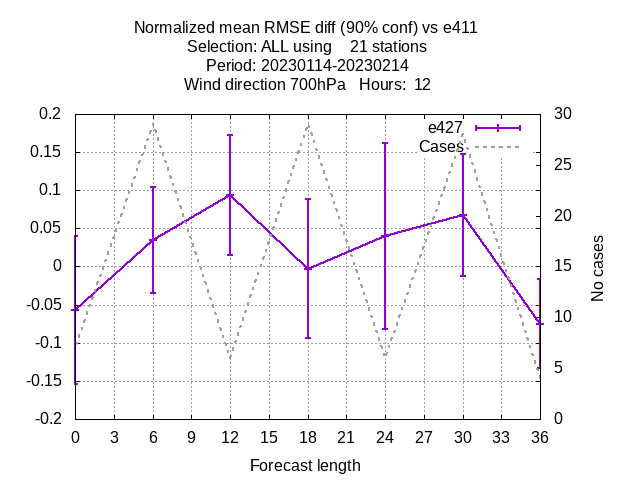 Normalized mean RMSE diff (90% conf) vs e411
Selection: ALL using    21 stations
Period: 20230114-20230214
Wind direction 700hPa   Hours:  12
0.2
0.15
0.1
0.05
0
-0.05
-0.1
-0.15
-0.2
e427
Cases
30
25
20
15
10
5
0
No cases
0 3 6 9 12 15 18 21 24 27 30 33 36
Forecast length